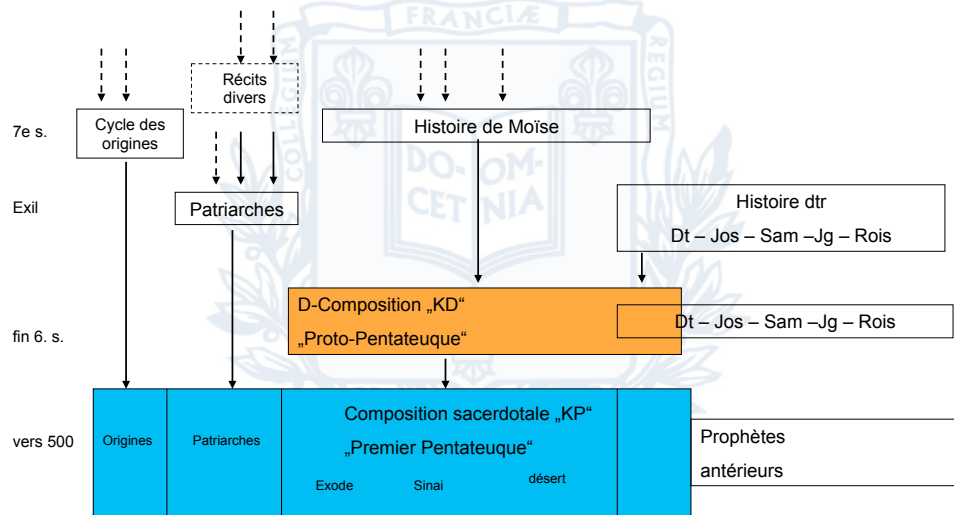 FRANCIÆ
COLLEGIUM
REGIUM
DO-
CET
OM-
NIA
Récits
divers
7e s.
Cycle des
origines
Histoire de Moïse
Exil
Patriarches
Histoire dtr
Dt – Jos – Sam –Jg – Rois
D-Composition „KD“
„Proto-Pentateuque“
Dt – Jos – Sam –Jg – Rois
fin 6. s.
Composition sacerdotale „KP“
„Premier Pentateuque“
vers 500
Origines
Patriarches
Exode
Sinai
désert
Prophètes
antérieurs